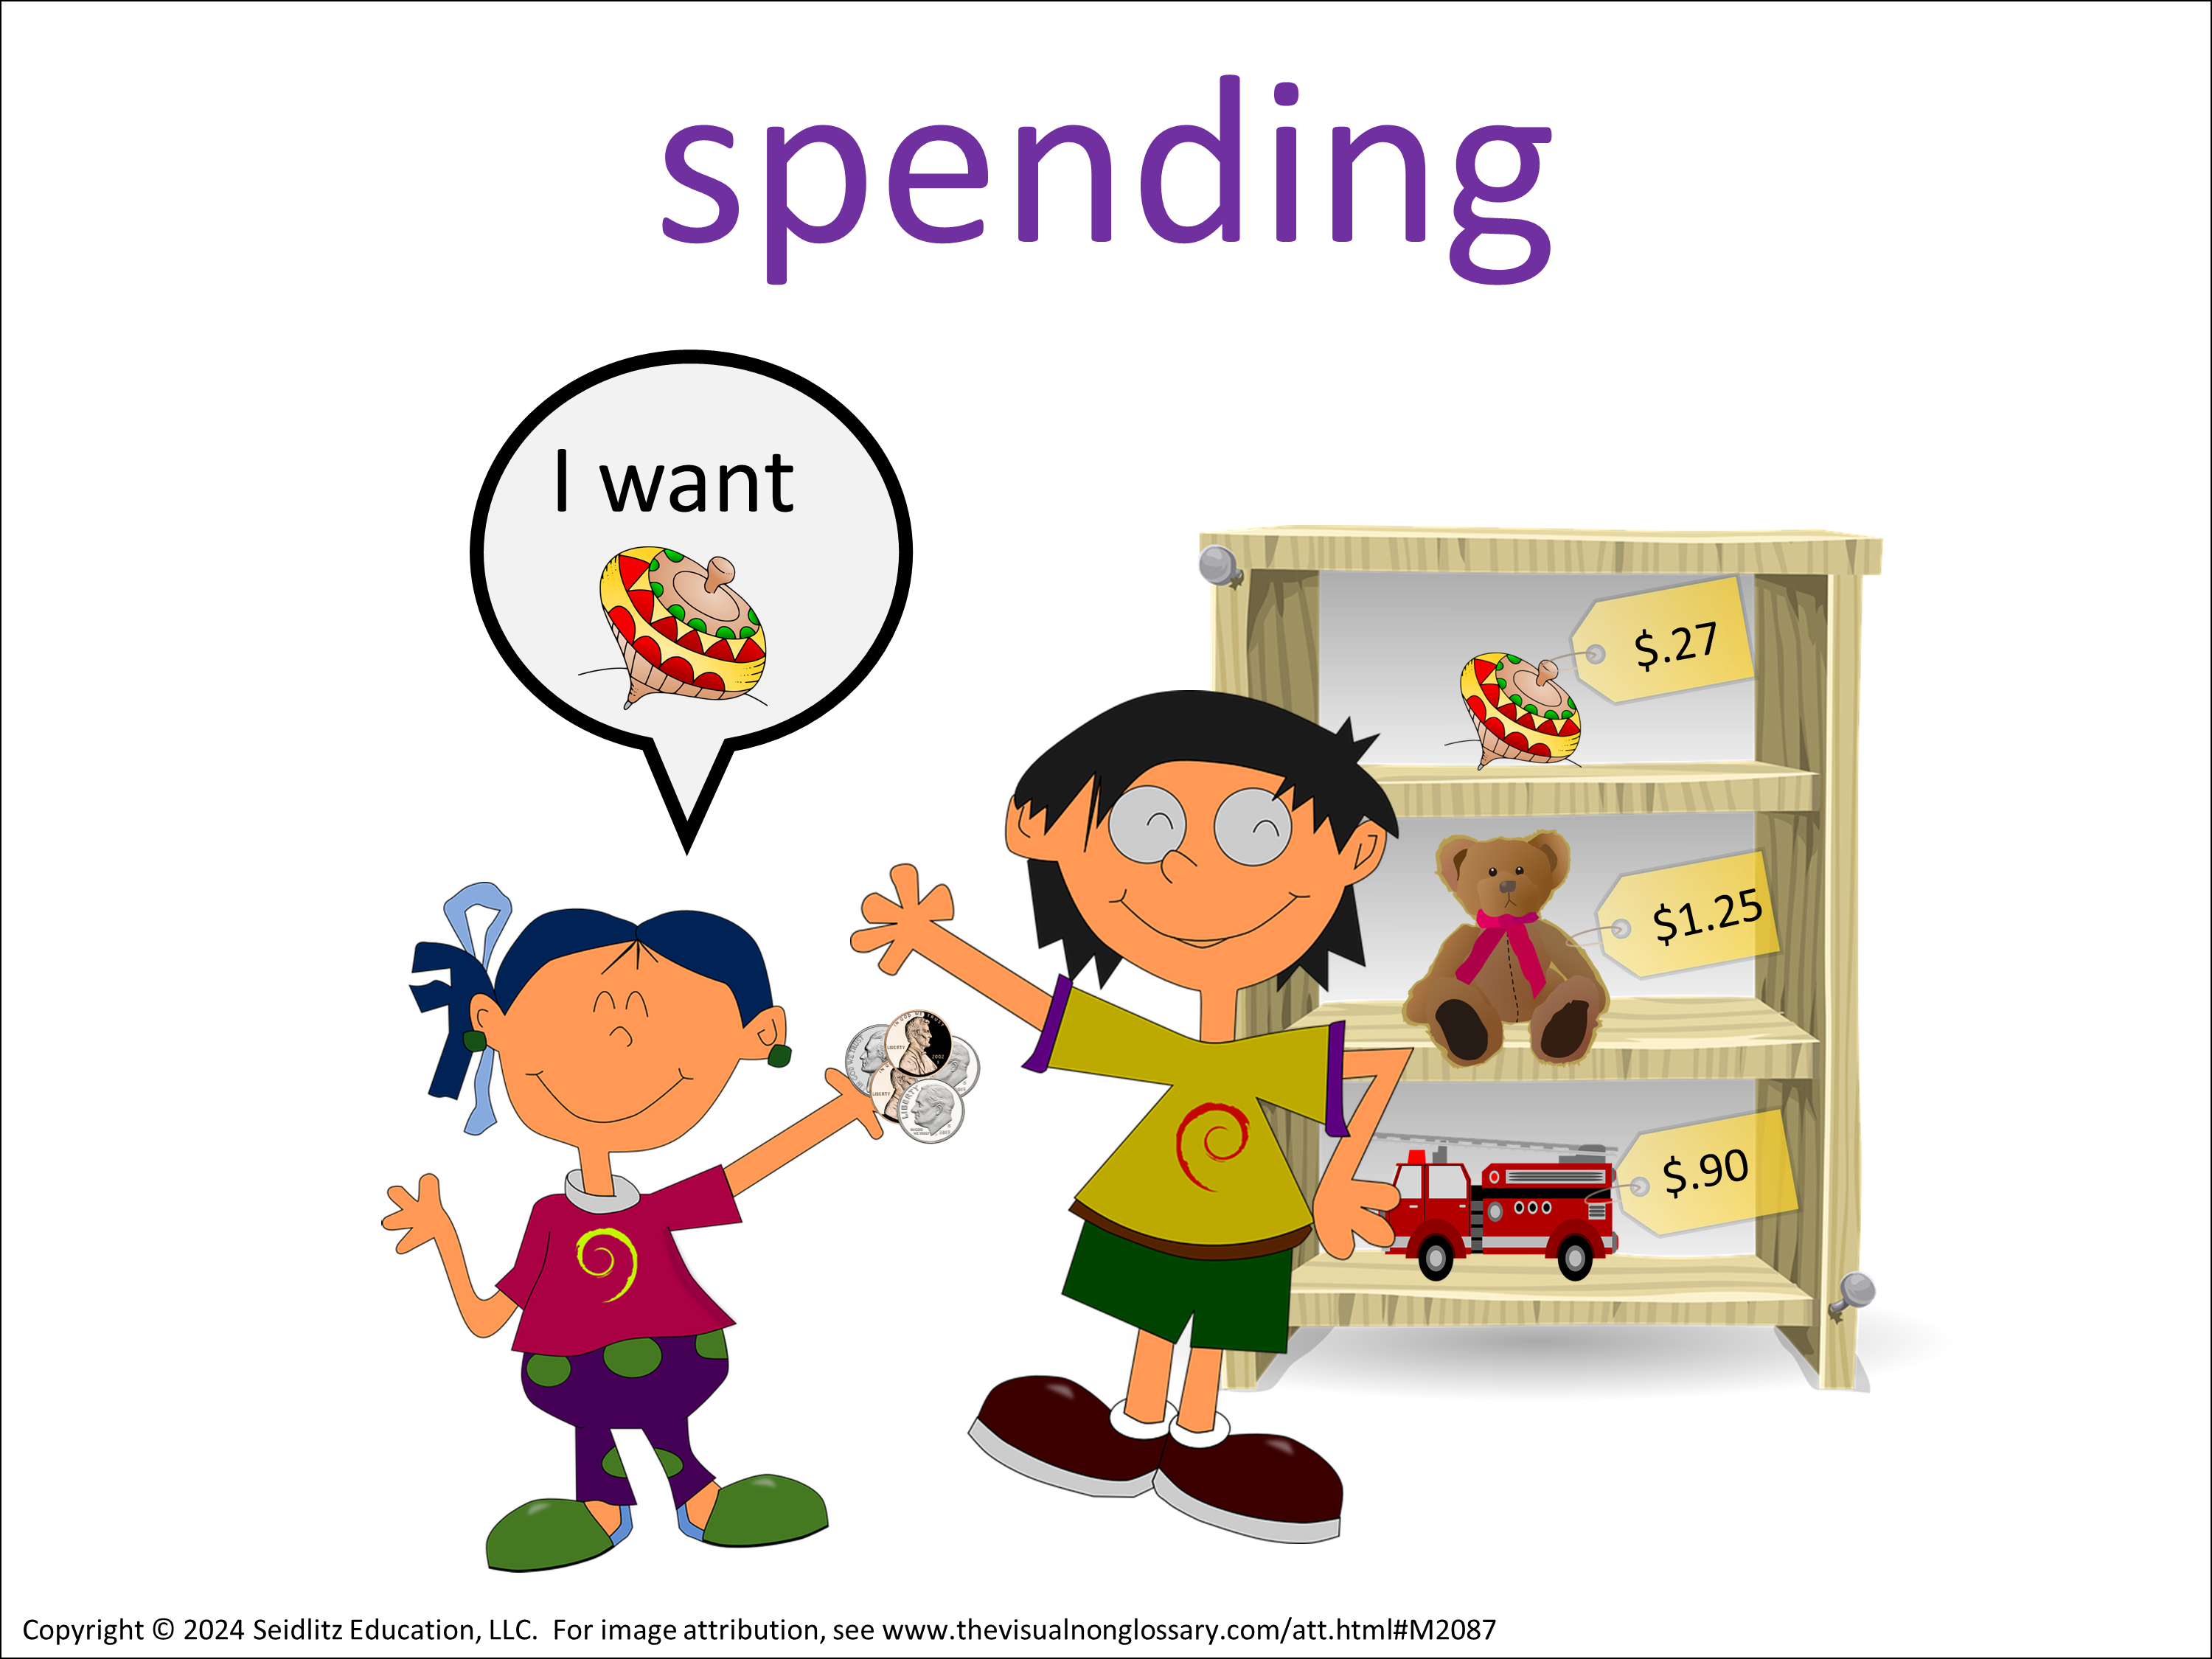 spending
I want
$.27
$1.25
$.90
Copyright © 2024 Seidlitz Education, LLC.  For image attribution, see www.thevisualnonglossary.com/att.html#M2087